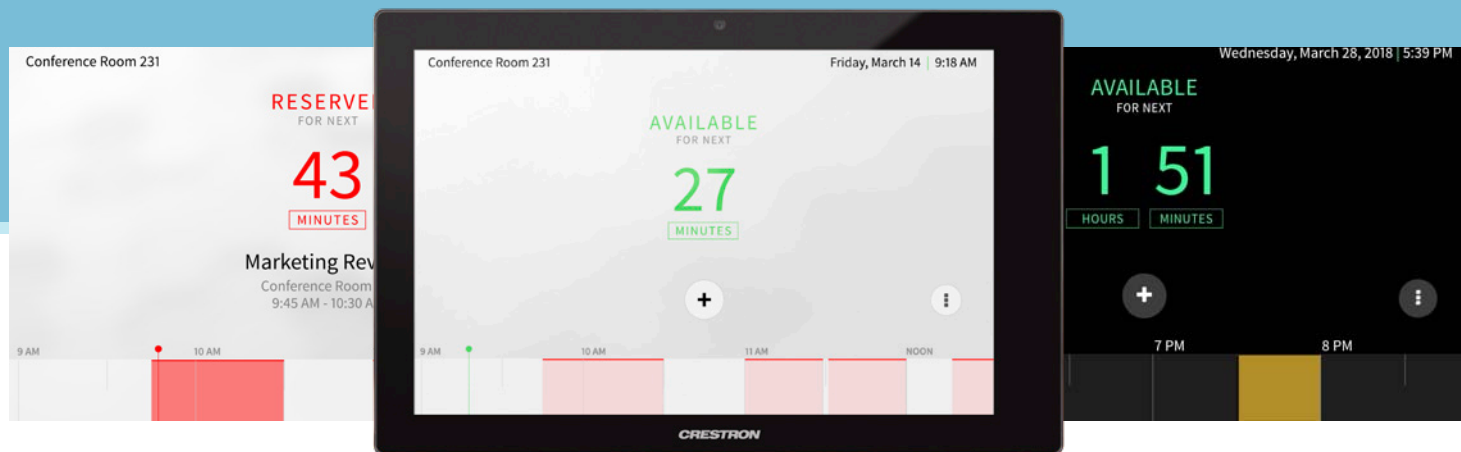 Conference Room 231
RESERVE
FOR NEXT
43
MINUTES
Marketing Rev
Conference Room
9:45 AM - 10:30 A
9 AM
10 AM
Conference Room 231
Friday, March 14 | 9:18 AM
AVAILABLE
FOR NEXT
27
MINUTES
+
9 AM
10 AM
11 AM
NOON
CRESTRON
Wednesday, March 28, 2018 | 5:39 PM
AVAILABLE
FOR NEXT
1 51
HOURS MINUTES
+
7 PM
8 PM